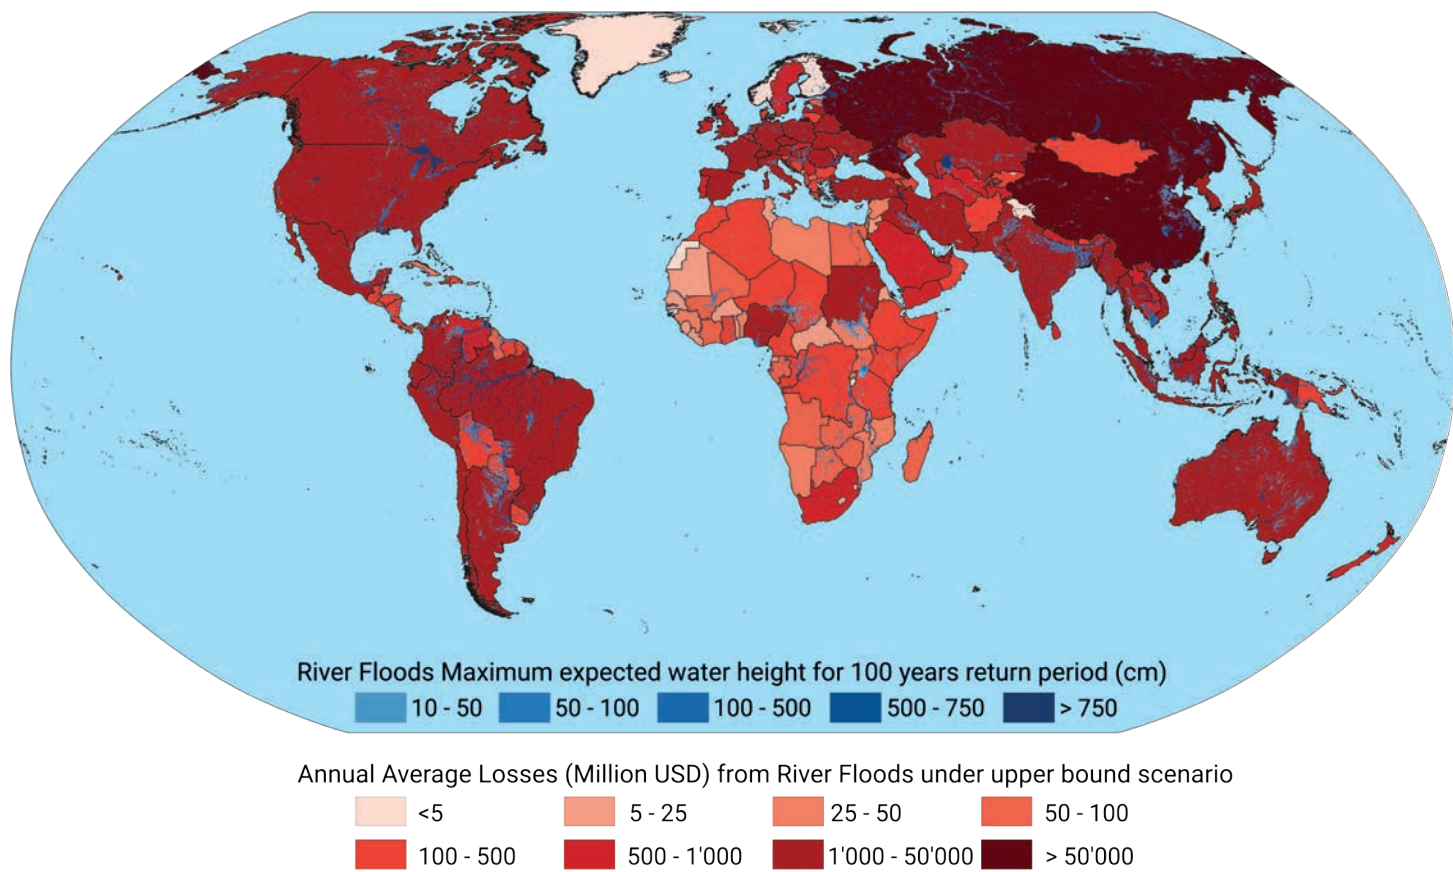 River Floods Maximum expected water height for 100 years return period (cm)
10 - 50 50 - 100 100 - 500 500 - 750 > 750
Annual Average Losses (Million USD) from River Floods under upper bound scenario
<5 5 - 25 25 - 50 50 - 100
100 - 500 500 - 1'000 1'000 - 50'000 > 50'000